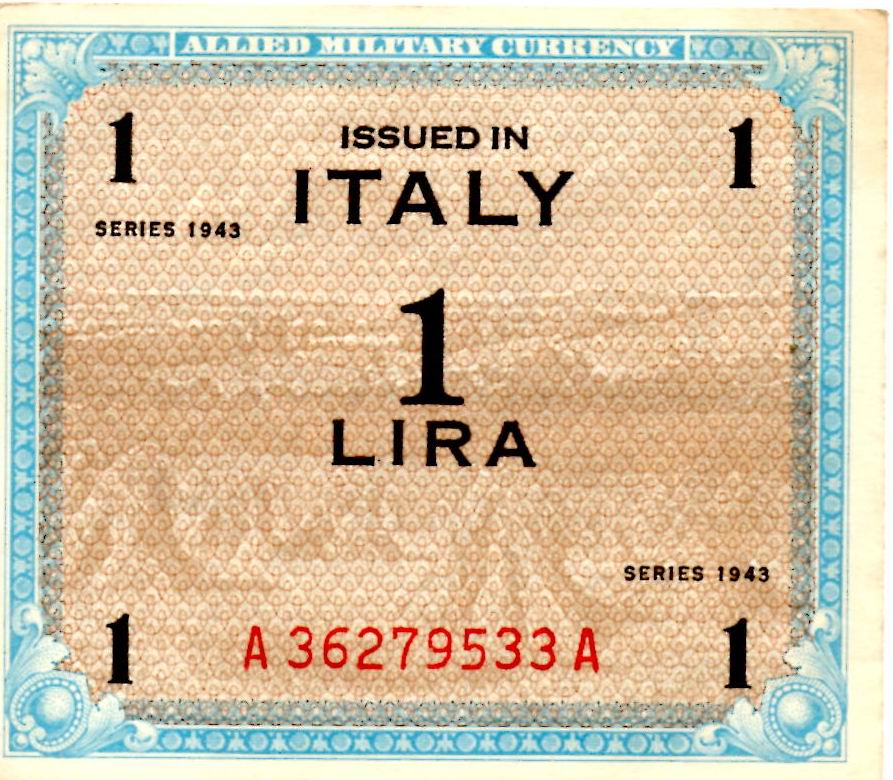 ALLIED MILITARY CURRENCY
1 1
ISSUED IN
ITALY
SERIES 1943
1
LIRA
SERIES 1943
1 A 36279533 A 1